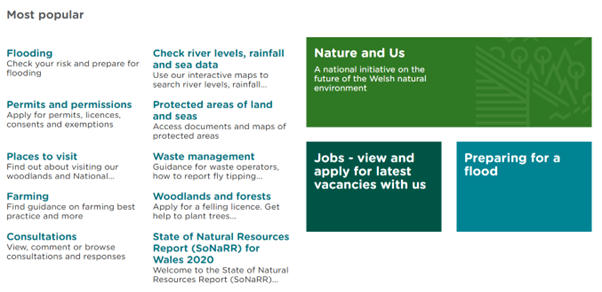 Most popular
Flooding
Check your risk and prepare for
flooding
Check river levels, rainfall
and sea data
Use our interactive maps to
search river levels, rainfall...
Permits and permissions
Apply for permits, licences,
consents and exemptions
Protected areas of land
and seas
Access documents and maps of
protected areas
Places to visit
Find out about visiting our
woodlands and National...
Waste management
Guidance for waste operators,
how to report fly tipping...
Farming
Find guidance on farming best
practice and more
Woodlands and forests
Apply for a felling licence. Get
help to plant trees...
Consultations
View, comment or browse
consultations and responses
State of Natural Resources
Report (SoNaRR) for
Wales 2020
Welcome to the State of Natural
Resources Report (SoNaRR)...
Nature and Us
A national initiative on the
future of the Welsh natural
environment
Jobs - view and
apply for latest
vacancies with us
Preparing for a
flood